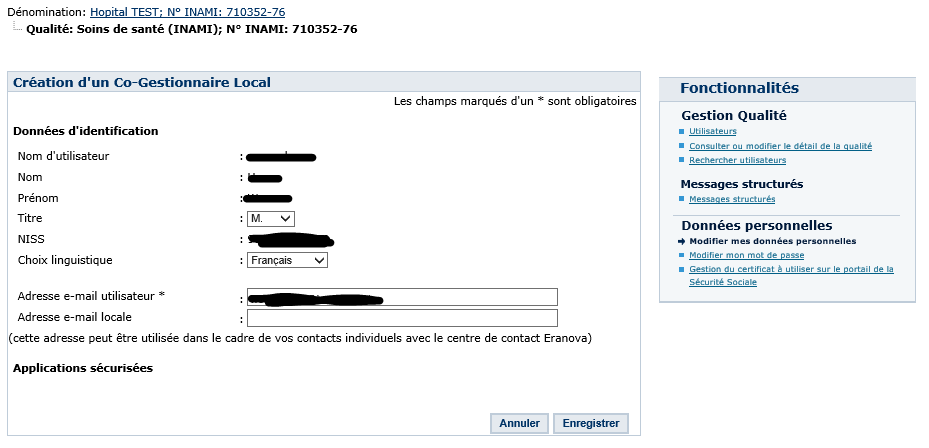 Dénomination: Hopital TEST; N° INAMI: 710352-76
Qualité: Soins de santé (INAMI); N° INAMI: 710352-76
Création d'un Co-Gestionnaire Local
Les champs marqués d'un * sont obligatoires
Données d'identification
Nom d'utilisateur :
Nom :
Prénom :
Titre : M.
NISS :
Choix linguistique : Français
Adresse e-mail utilisateur * :
Adresse e-mail locale :
(cette adresse peut être utilisée dans le cadre de vos contacts individuels avec le centre de contact Eranova)
Applications sécurisées
Annuler Enregistrer
Fonctionnalités
Gestion Qualité
Utilisateurs
Consulter ou modifier le détail de la qualité
Rechercher utilisateurs
Messages structurés
Messages structurés
Données personnelles
Modifier mes données personnelles
Modifier mon mot de passe
Gestion du certificat à utiliser sur le portail de la
Sécurité Sociale